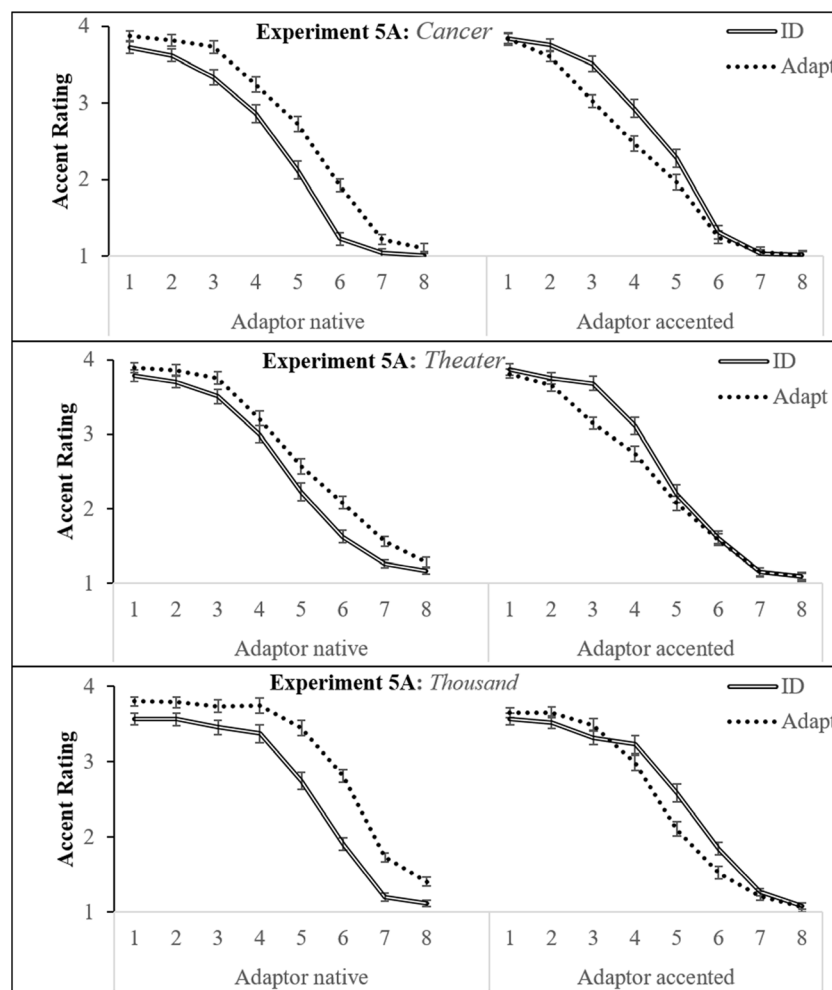 Experiment 5A: Cancer
Accent Rating
4
3
2
1
ID
Adapt
1 2 3 4 5 6 7 8 1 2 3 4 5 6 7 8
Adaptor native Adaptor accented
Experiment 5A: Theater
Accent Rating
4
3
2
1
ID
Adapt
1 2 3 4 5 6 7 8 1 2 3 4 5 6 7 8
Adaptor native Adaptor accented
Experiment 5A: Thousand
Accent Rating
4
3
2
1
ID
Adapt
1 2 3 4 5 6 7 8 1 2 3 4 5 6 7 8
Adaptor native Adaptor accented